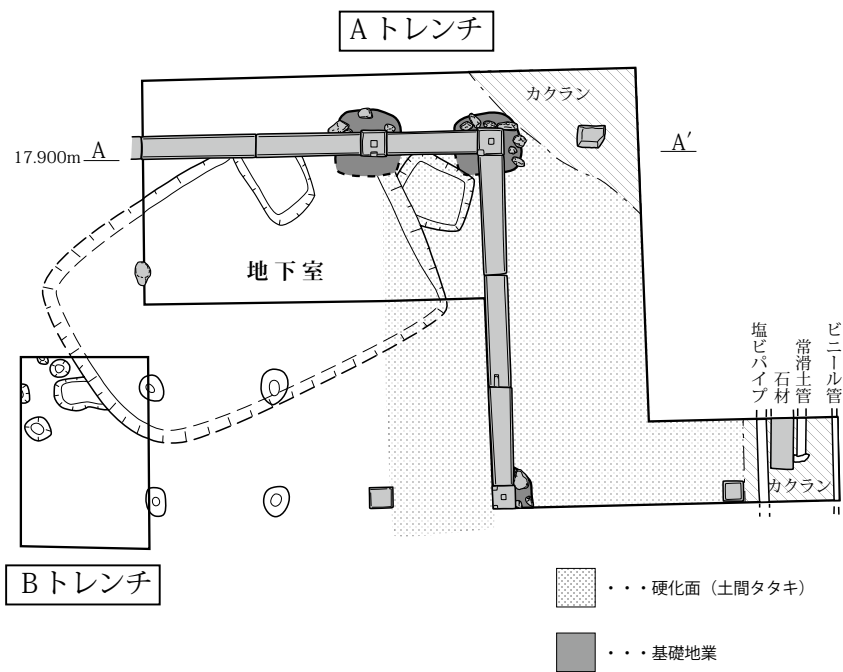 Aトレンチ
カクラン
17.900m A
A′
地下室
塩ビパイプ
石材
常滑土管
ビニール管
カクラン
Bトレンチ
・・・硬化面（土間タタキ）
・・・基礎地業